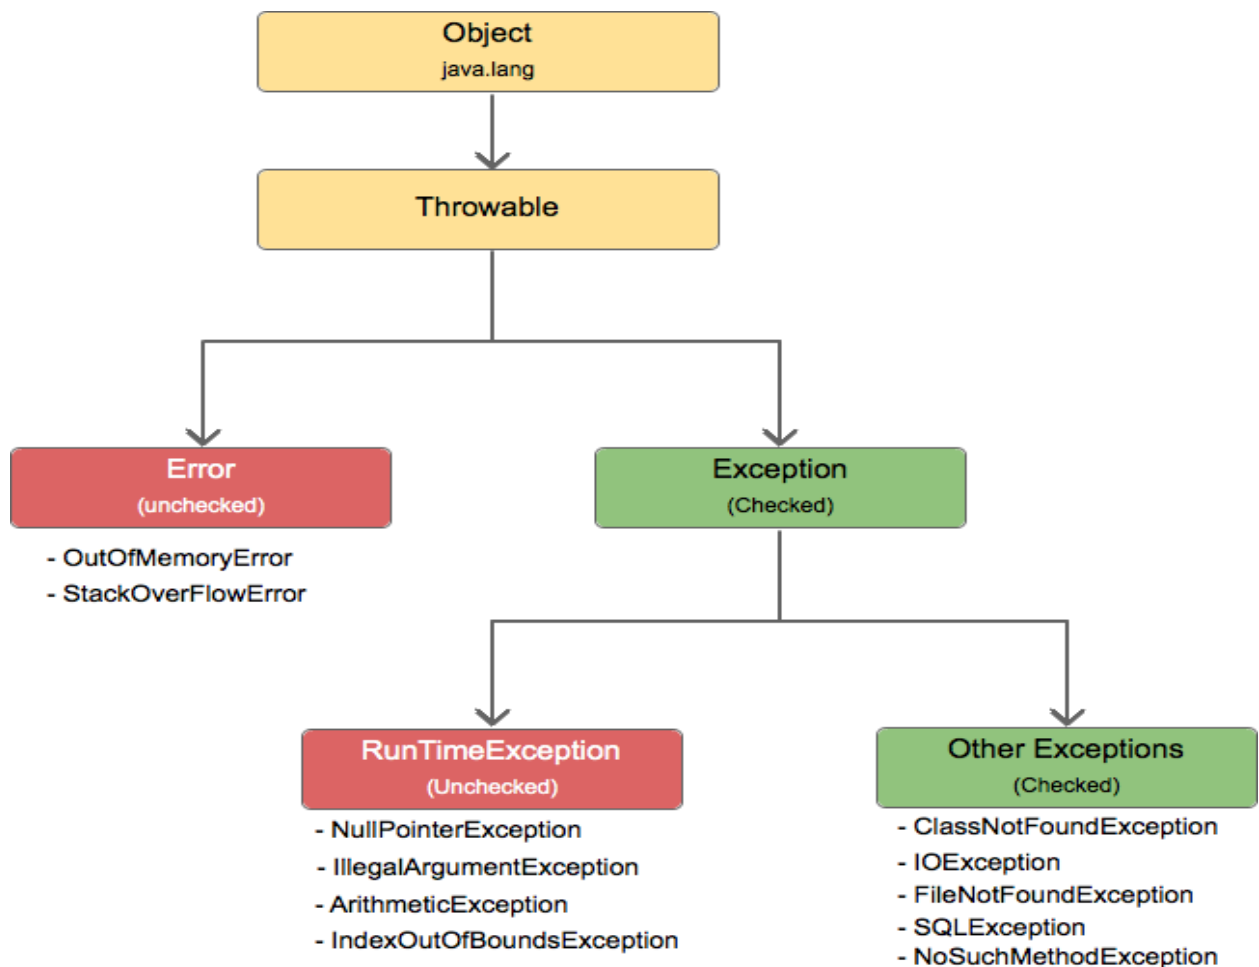 Object
java.lang
Throwable
Error
(unchecked)
- OutOfMemoryError
- StackOverFlowError
Exception
(Checked)
RunTimeException
(Unchecked)
- NullPointerException
- IllegalArgumentException
- ArithmeticException
- IndexOutOfBoundsException
Other Exceptions
(Checked)
- ClassNotFoundException
- IOException
- FileNotFoundException
- SQLException
- NoSuchMethodException